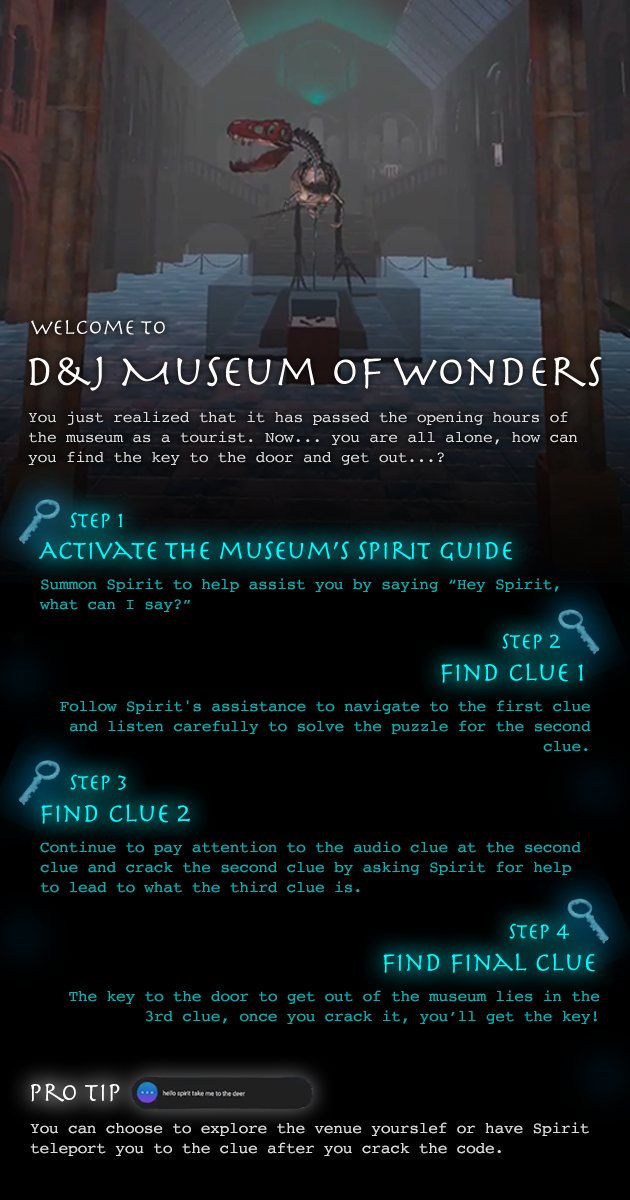 WELCOME TO
D&J MUSEUM OF WONDERS
You just realized that it has passed the opening hours of
the museum as a tourist. Now... you are all alone, how can
you find the key to the door and get out...?
STEP 1
ACTIVATE THE MUSEUM'S SPIRIT GUIDE
Summon Spirit to help assist you by saying “Hey Spirit,
what can I say?”
STEP 2
FIND CLUE 1
Follow Spirit's assistance to navigate to the first clue
and listen carefully to solve the puzzle for the second
clue.
STEP 3
FIND CLUE 2
Continue to pay attention to the audio clue at the second
clue and crack the second clue by asking Spirit for help
to lead to what the third clue is.
STEP 4
FIND FINAL CLUE
The key to the door to get out of the museum lies in the
3rd clue, once you crack it, you’ll get the key!
PRO TIP
hello spirit take me to the deer
You can choose to explore the venue yourslef or have Spirit
teleport you to the clue after you crack the code.